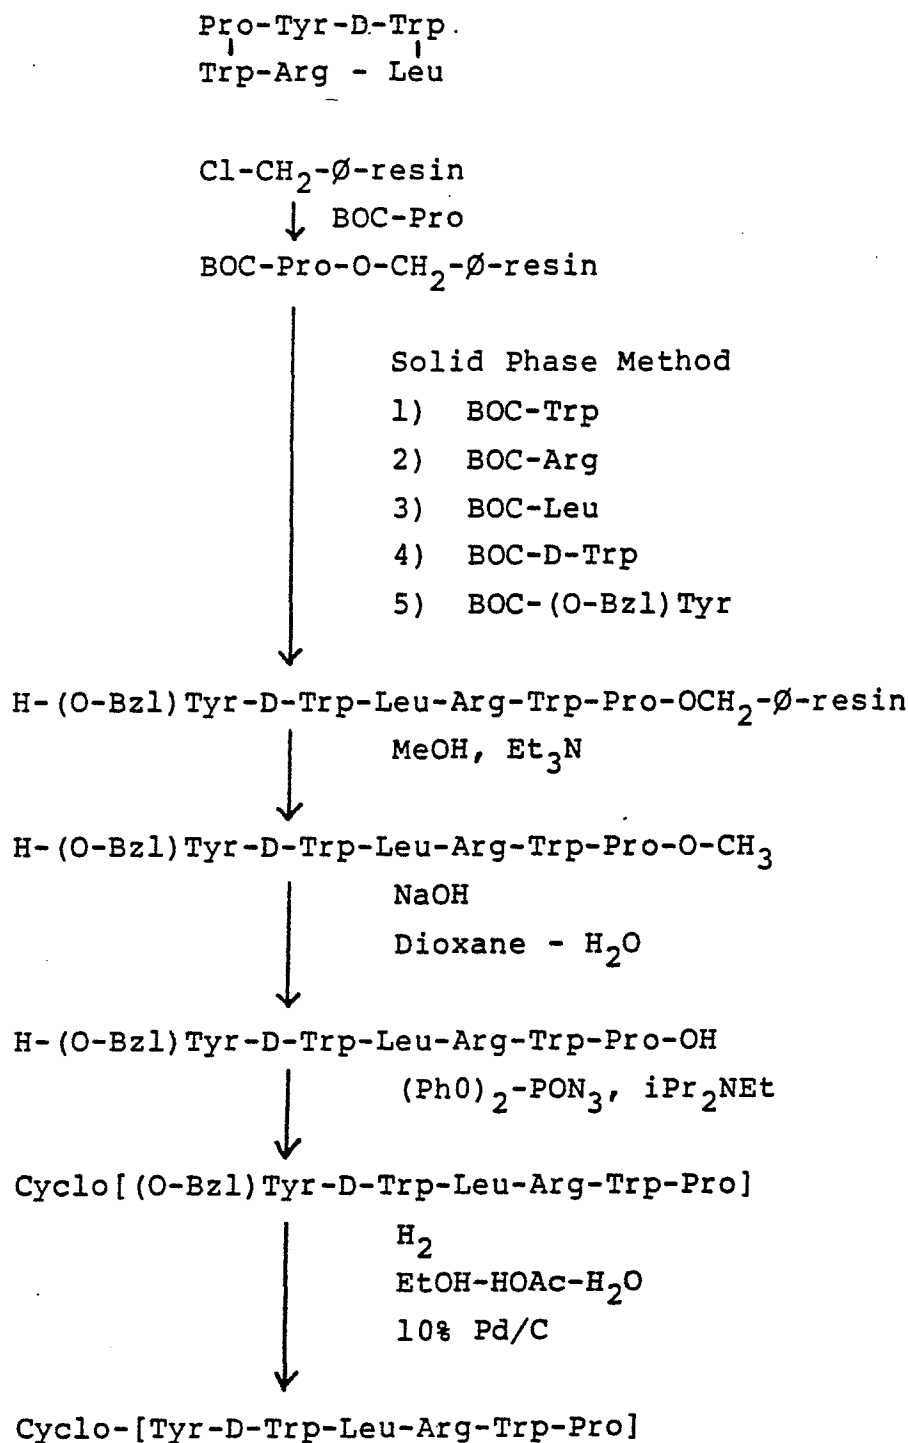 Pro-Tyr-D-Trp.
Trp-Arg - Leu
Cl-CH2-Ø-resin
BOC-Pro
BOC-Pro-O-CH2-Ø-resin
Solid Phase Method
1) BOC-Trp
2) BOC-Arg
3) BOC-Leu
4) BOC-D-Trp
5) BOC-(O-Bzl)Tyr
H-(O-Bzl)Tyr-D-Trp-Leu-Arg-Trp-Pro-OCH2-Ø-resin
MeOH, Et3N
H-(O-Bzl)Tyr-D-Trp-Leu-Arg-Trp-Pro-O-CH3
NaOH
Dioxane - H2O
H-(O-Bzl)Tyr-D-Trp-Leu-Arg-Trp-Pro-OH
(PhO)2-PON3, iPr2NEt
Cyclo[(O-Bzl)Tyr-D-Trp-Leu-Arg-Trp-Pro]
H2
EtOH-HOAc-H2O
10% Pd/C
Cyclo-[Tyr-D-Trp-Leu-Arg-Trp-Pro]